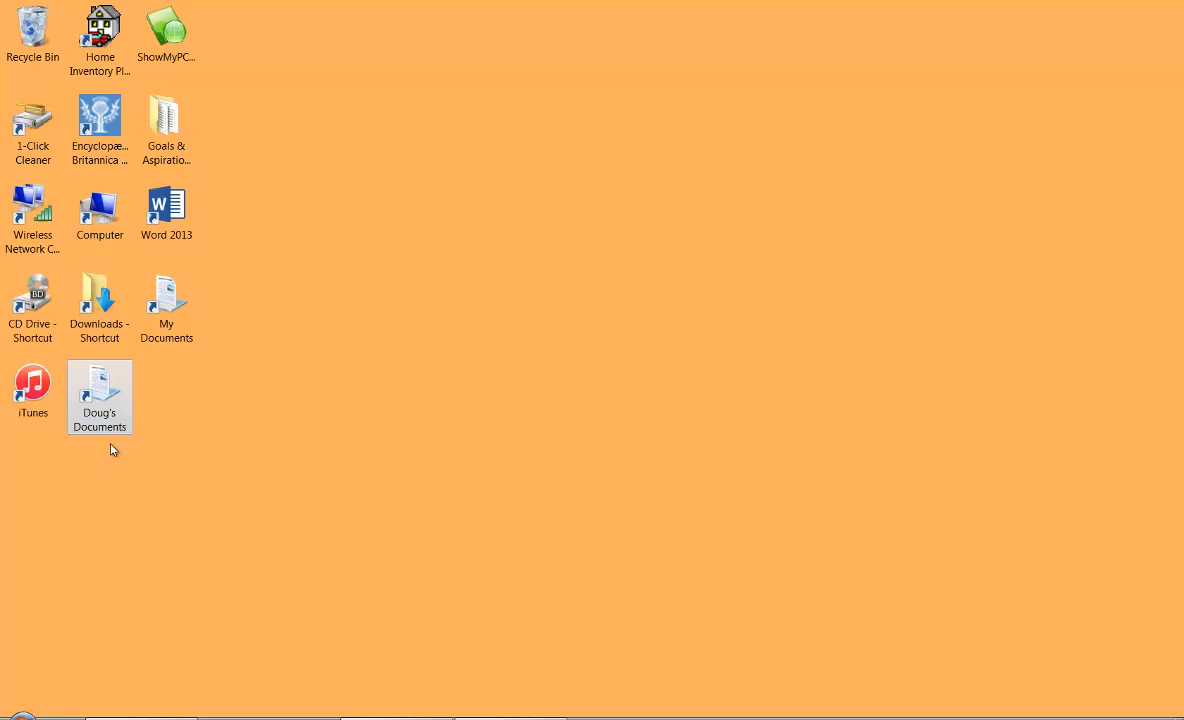 Recycle Bin
Home
Inventory Pl...
ShowMyPC...
1-Click
Cleaner
Encyclopæ...
Britannica ...
Goals &
Aspiratio...
Wireless
Network C...
Computer
W
Word 2013
BD
CD Drive -
Shortcut
Downloads -
Shortcut
My
Documents
iTunes
Doug's
Documents